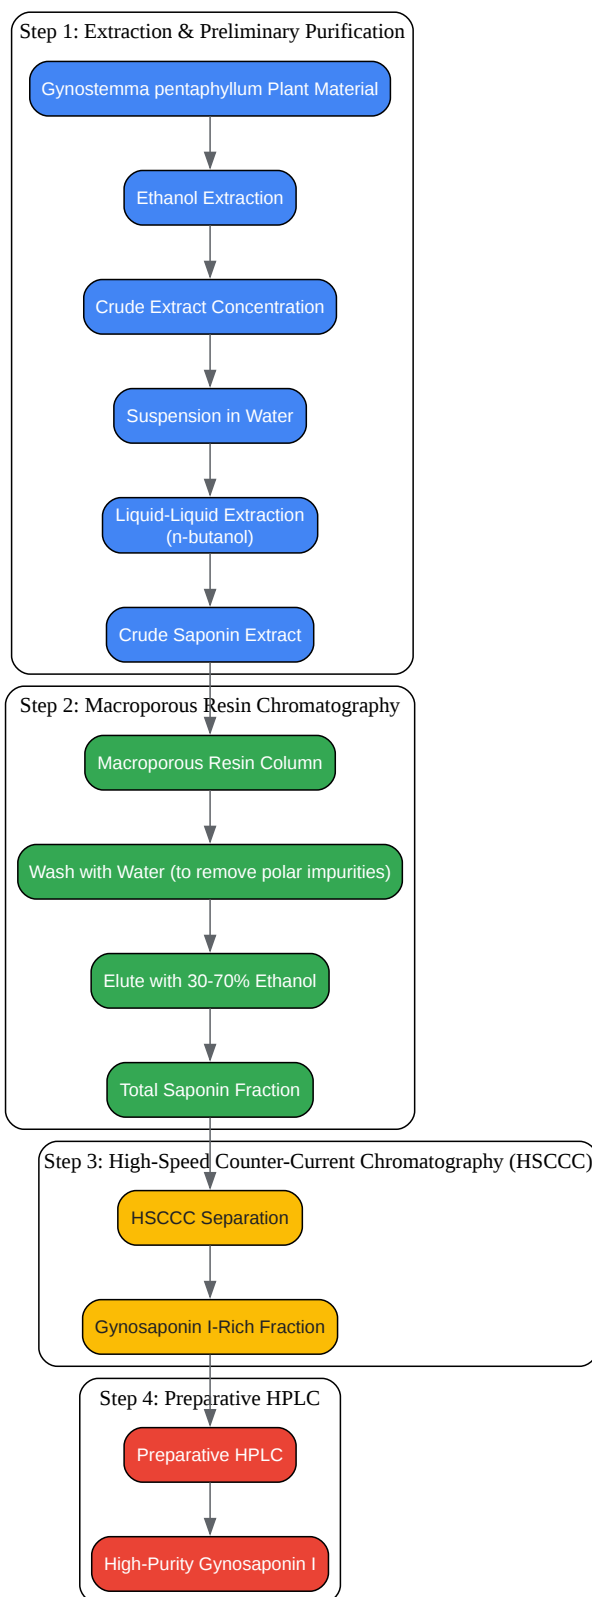 Step 1: Extraction & Preliminary Purification
Gynostemma pentaphyllum Plant Material
Ethanol Extraction
Crude Extract Concentration
Suspension in Water
Liquid-Liquid Extraction
(n-butanol)
Crude Saponin Extract
Step 2: Macroporous Resin Chromatography
Macroporous Resin Column
Wash with Water (to remove polar impurities)
Elute with 30-70% Ethanol
Total Saponin Fraction
Step 3: High-Speed Counter-Current Chromatography (HSCCC)
HSCCC Separation
Gynosaponin I-Rich Fraction
Step 4: Preparative HPLC
Preparative HPLC
High-Purity Gynosaponin I